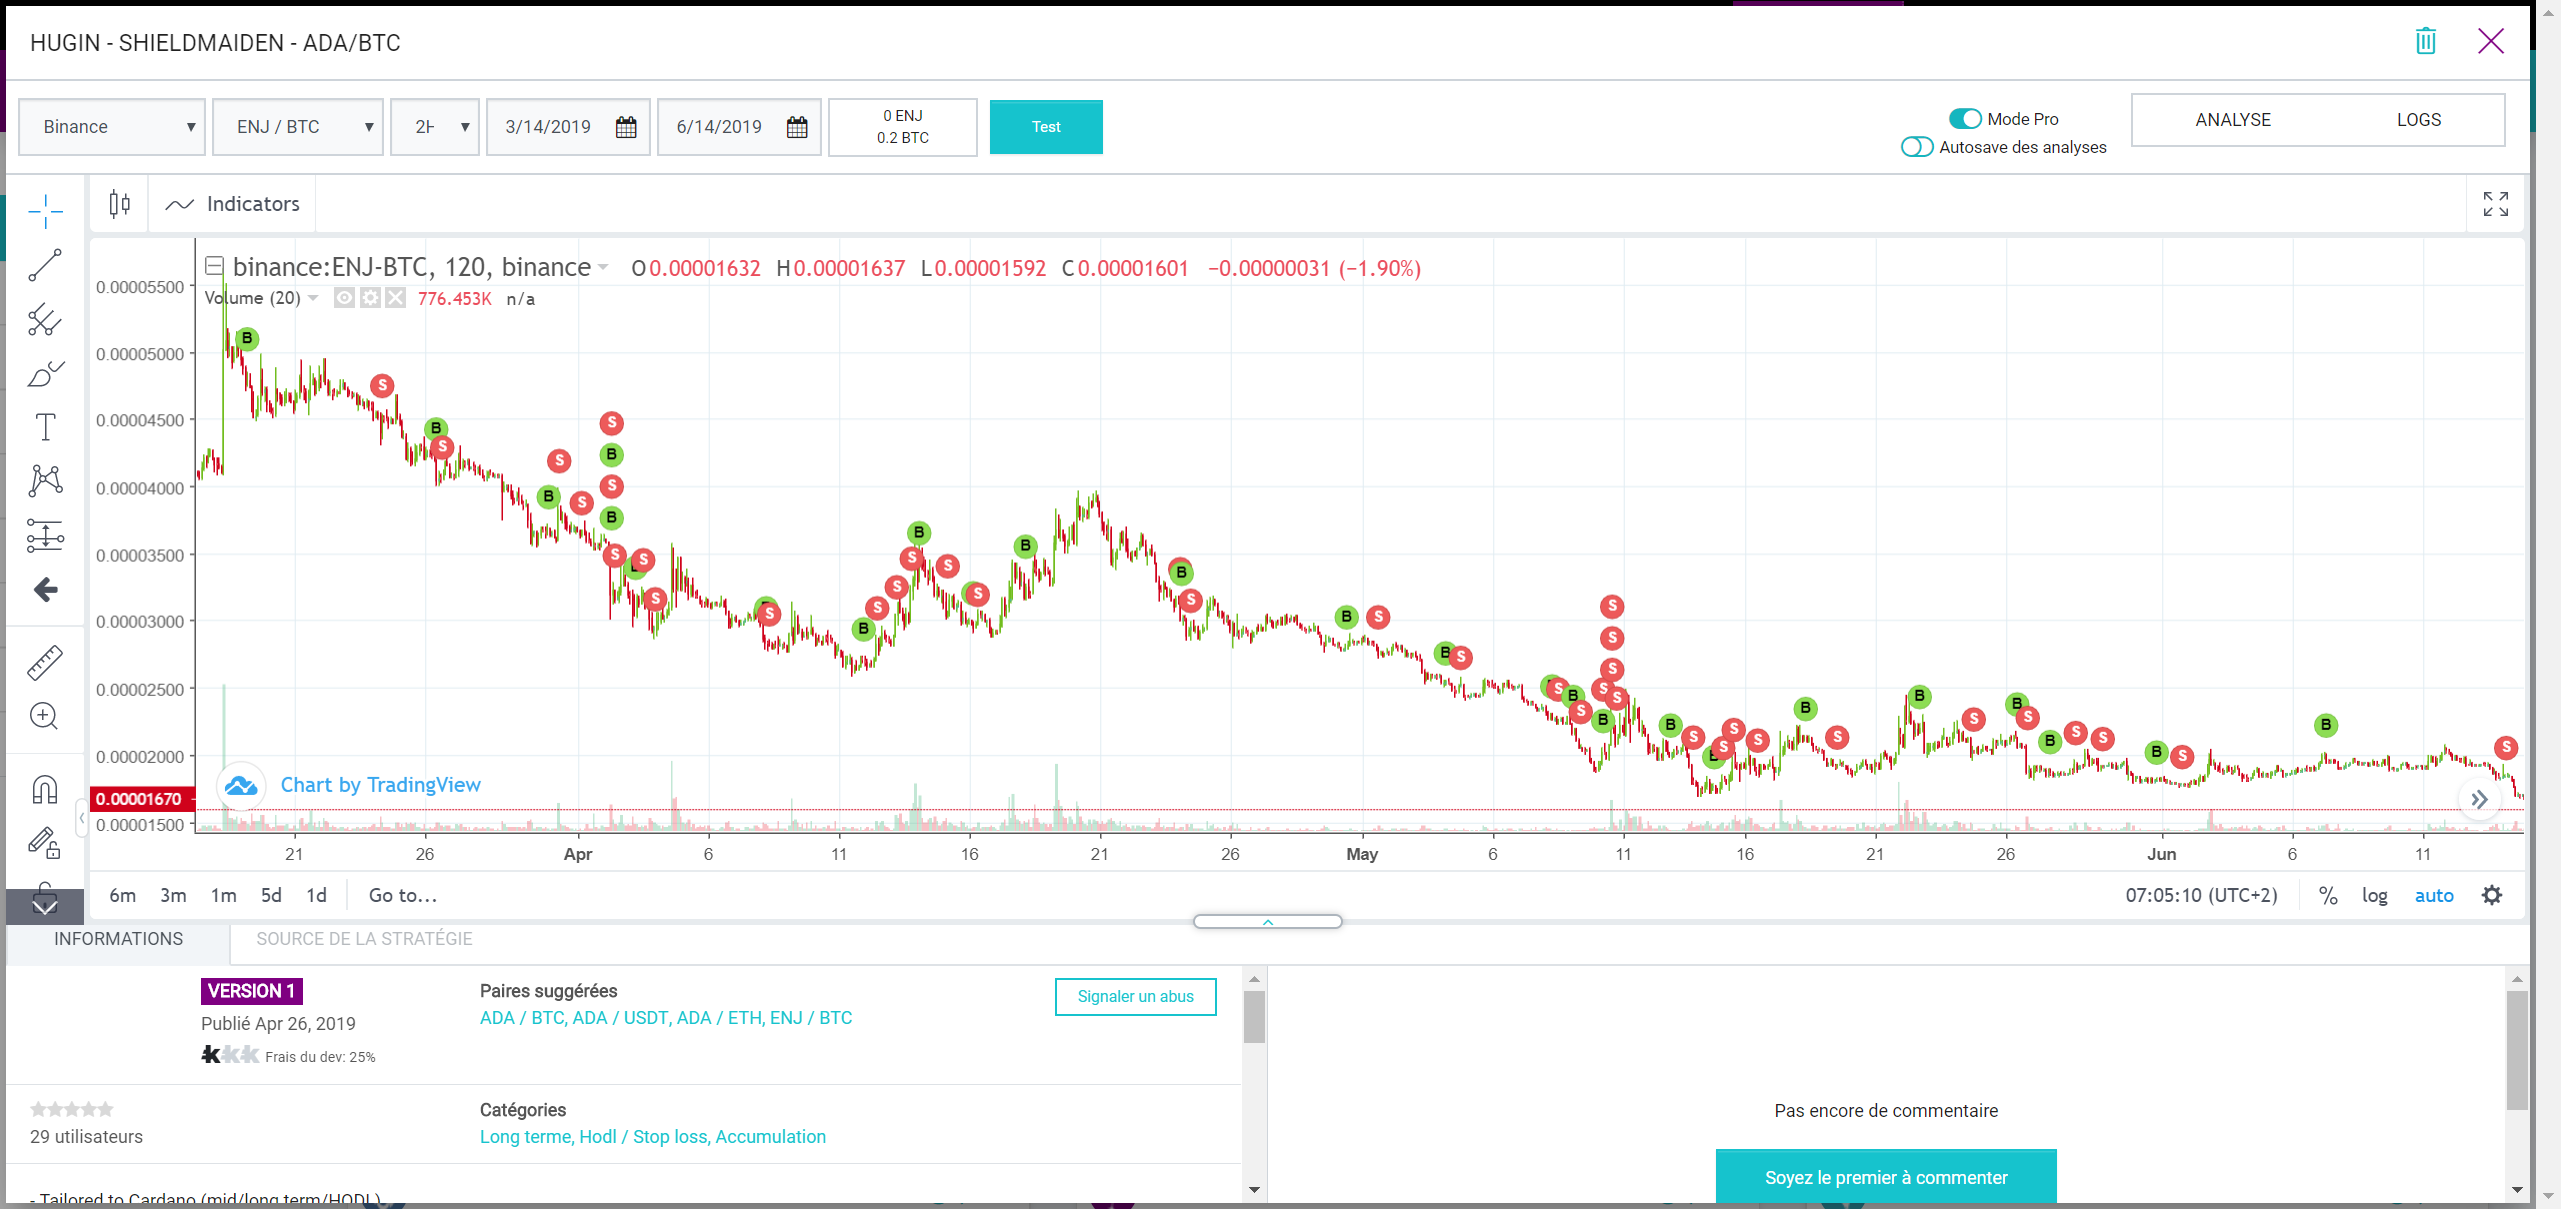 HUGIN - SHIELDMAIDEN - ADA/BTC
Binance
ENJ / BTC
3/14/2019
6/14/2019
0 ENJ
0.2 BTC
Test
Mode Pro
Autosave des analyses
ANALYSE
LOGS
Indicators
binance:ENJ-BTC, 120, binance
O0.00001632 H0.00001637 L0.00001592 C0.00001601 −0.00000031 (−1.90%)
Volume (20) 776.453K n/a
0.00005500
0.00005000
0.00004500
0.00004000
0.00003500
0.00003000
0.00002500
0.00002000
0.00001670
0.00001500
Chart by TradingView
21 26 Apr 6 11 16 21 26 May 6 11 16 21 26 Jun 6 11
6m 3m 1m 5d 1d Go to...
07:05:10 (UTC+2) % log auto
INFORMATIONS
SOURCE DE LA STRATÉGIE
VERSION 1
Publié Apr 26, 2019
Frais du dev: 25%
Paires suggérées
ADA / BTC, ADA / USDT, ADA / ETH, ENJ / BTC
Signaler un abus
29 utilisateurs
Catégories
Long terme, Hodl / Stop loss, Accumulation
- Tailored to Cardano (mid/long term/HODL)
Pas encore de commentaire
Soyez le premier à commenter